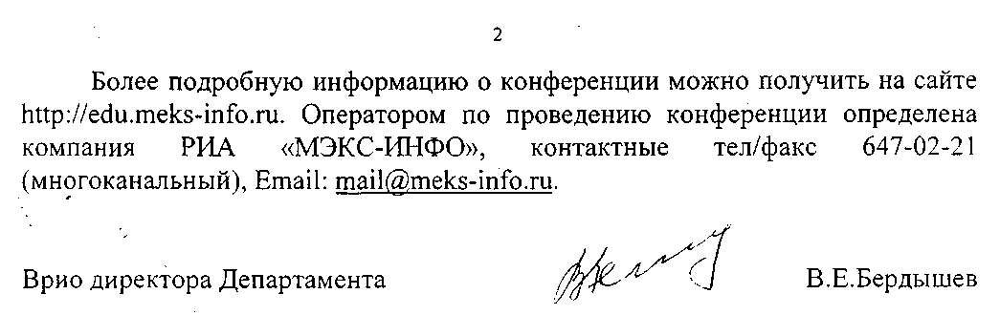 2
Более подробную информацию о конференции можно получить на сайте
http://edu.meks-info.ru. Оператором по проведению конференции определена
компания РИА «МЭКС-ИНФО», контактные тел/факс 647-02-21
(многоканальный), Email: mail@meks-info.ru.
Врио директора Департамента В.Е.Бердышев